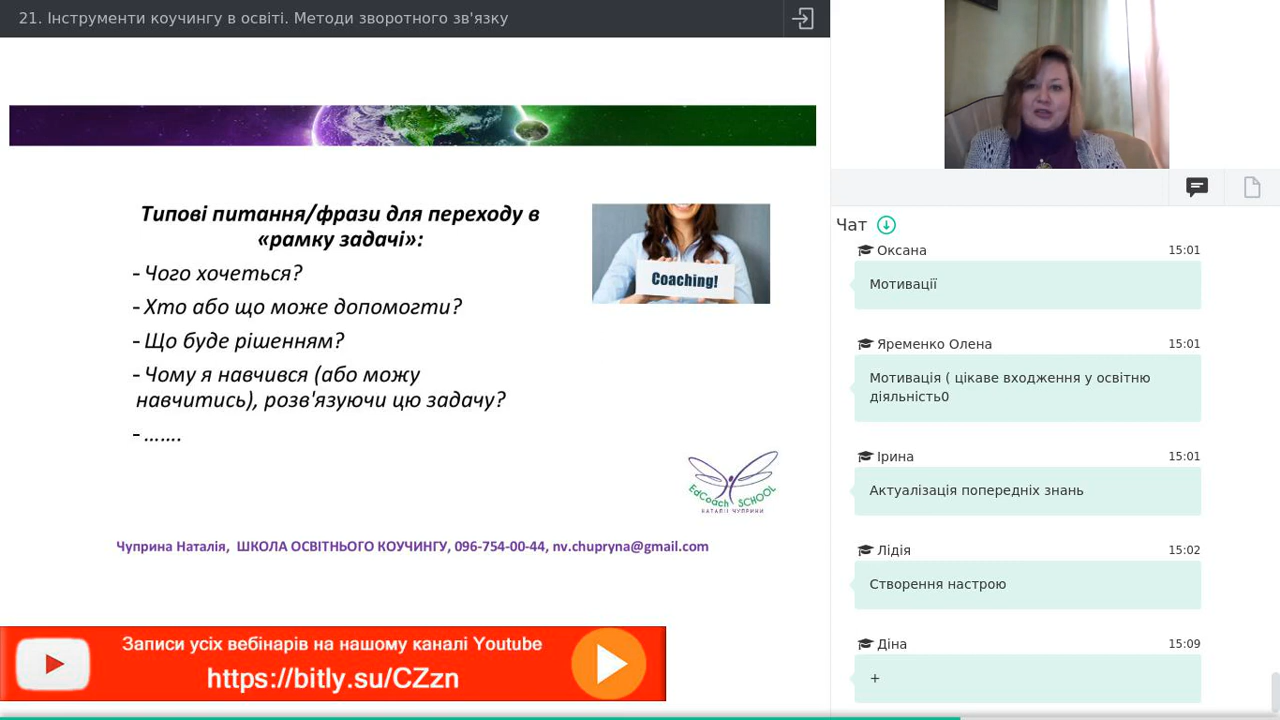 21. Інструменти коучингу в освіті. Методи зворотного зв'язку
Типові питання/фрази для переходу в
«рамку задачі»:
- Чого хочеться?
- Хто або що може допомогти?
- Що буде рішенням?
- Чому я навчився (або можу
навчитись), розв'язуючи цю задачу?
- …….
Coaching!
EdCoach SCHOOL
НАТАЛІЇ ЧУПРИНИ
Чуприна Наталія, ШКОЛА ОСВІТНЬОГО КОУЧИНГУ, 096-754-00-44, nv.chupryna@gmail.com
Записи усіх вебінарів на нашому каналі Youtube
https://bitly.su/CZzn
Чат
Оксана 15:01
Мотивації
Яременко Олена 15:01
Мотивація ( цікаве входження у освітню
діяльність0
Ірина 15:01
Актуалізація попередніх знань
Лідія 15:02
Створення настрою
Діна 15:09
+